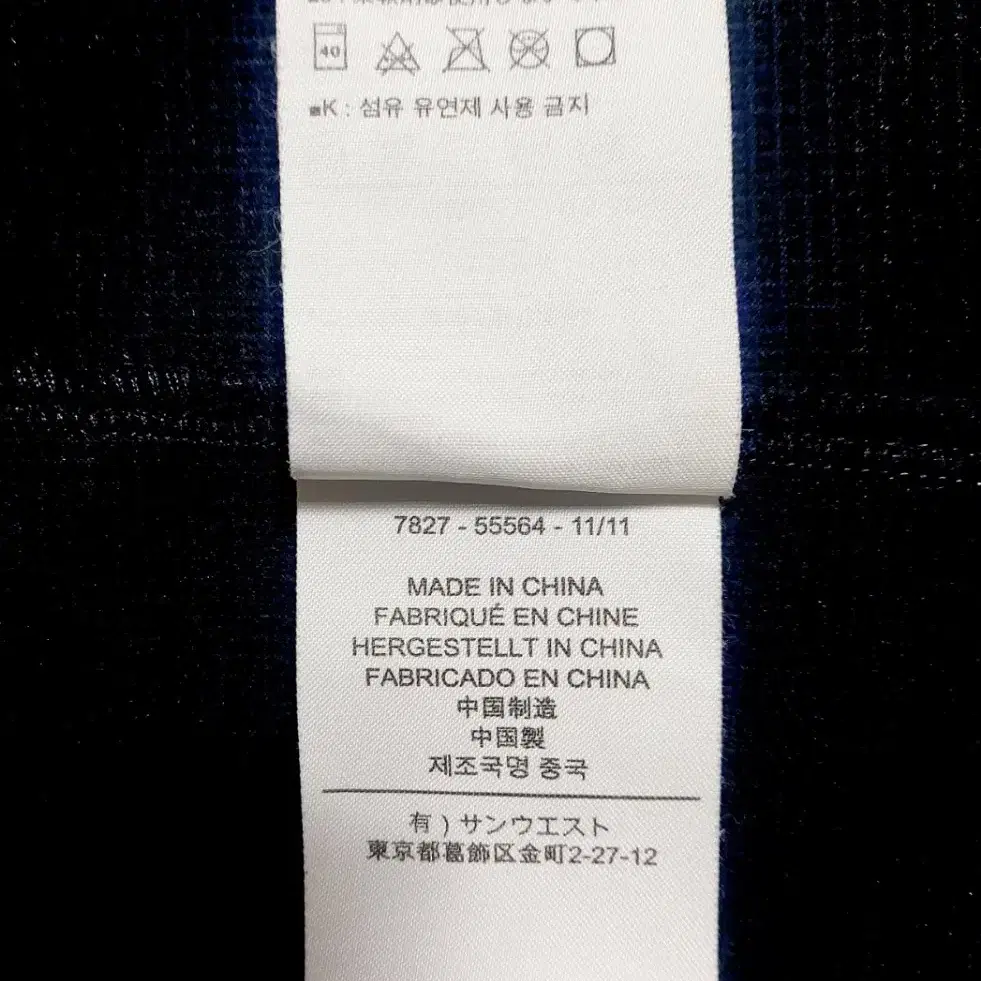 40
K : 섬유 유연제 사용 금지
7827 - 55564 - 11/11
MADE IN CHINA
FABRIQUÉ EN CHINE
HERGESTELLT IN CHINA
FABRICADO EN CHINA
中国制造
中国製
제조국명 중국
有）サンウエスト
東京都葛飾区金町2-27-12